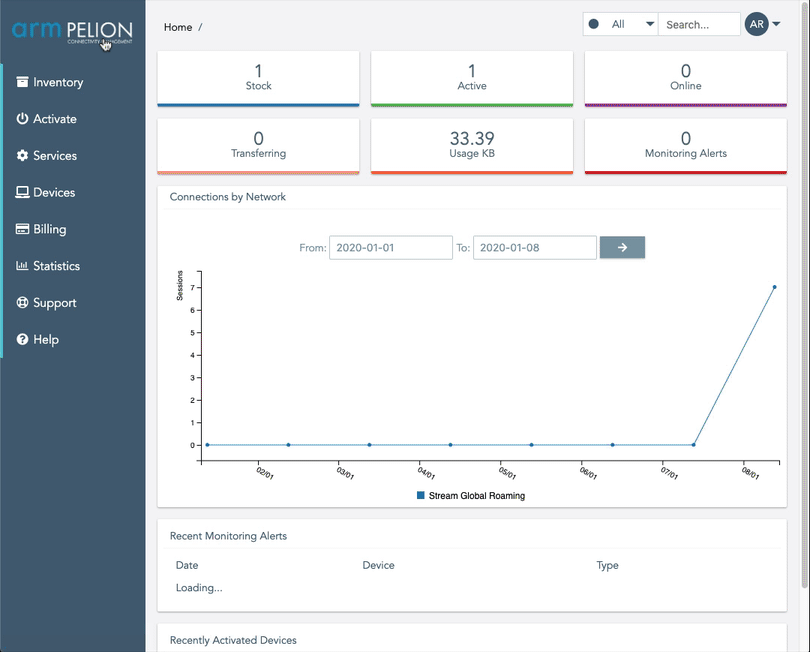 arm PELION
CONNECTIVITY MANAGEMENT
Home /
All
Search...
AR
Inventory
Activate
Services
Devices
Billing
Statistics
Support
Help
1
Stock
1
Active
0
Online
0
Transferring
33.39
Usage KB
0
Monitoring Alerts
Connections by Network
From: 2020-01-01 To: 2020-01-08
Sessions
7
6
5
4
3
2
1
0
02/01 03/01 04/01 05/01 06/01 07/01 08/01
Stream Global Roaming
Recent Monitoring Alerts
Date Device Type
Loading...
Recently Activated Devices